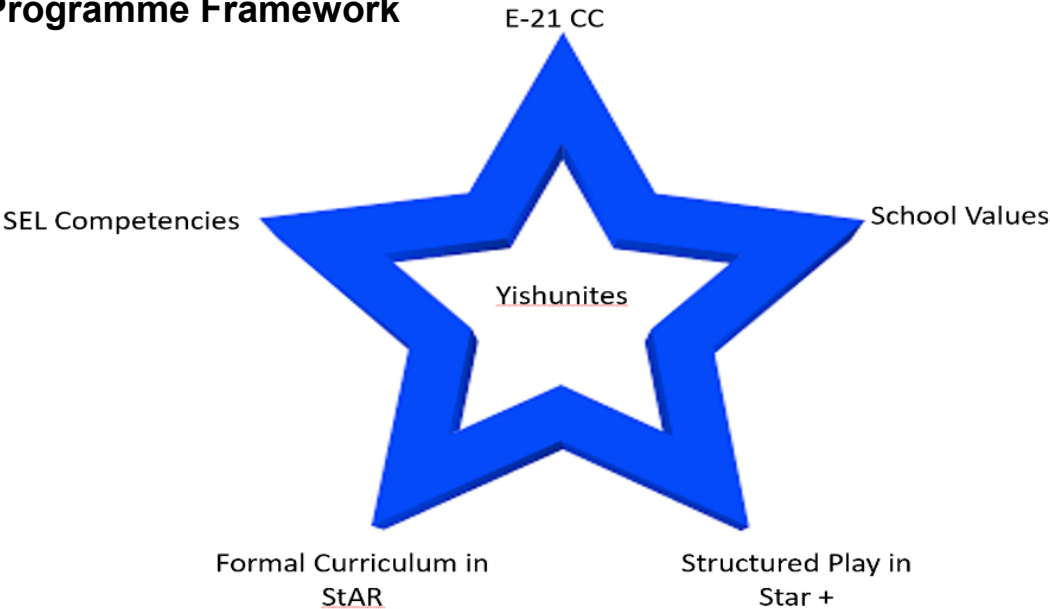 Programme Framework
E-21 CC
SEL Competencies
School Values
Yishunites
Formal Curriculum in
StAR
Structured Play in
Star +